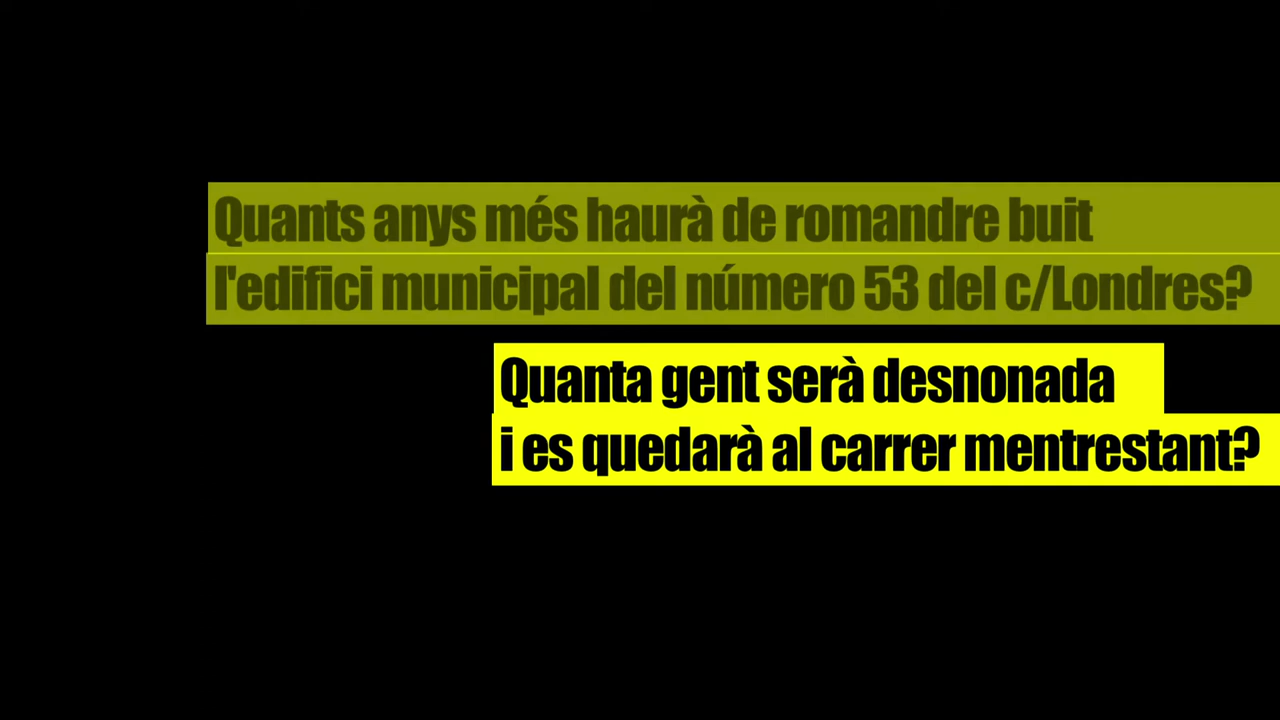 Quants anys més haurà de romandre buit
l'edifici municipal del número 53 del c/Londres?
Quanta gent serà desnonada
i es quedarà al carrer mentrestant?